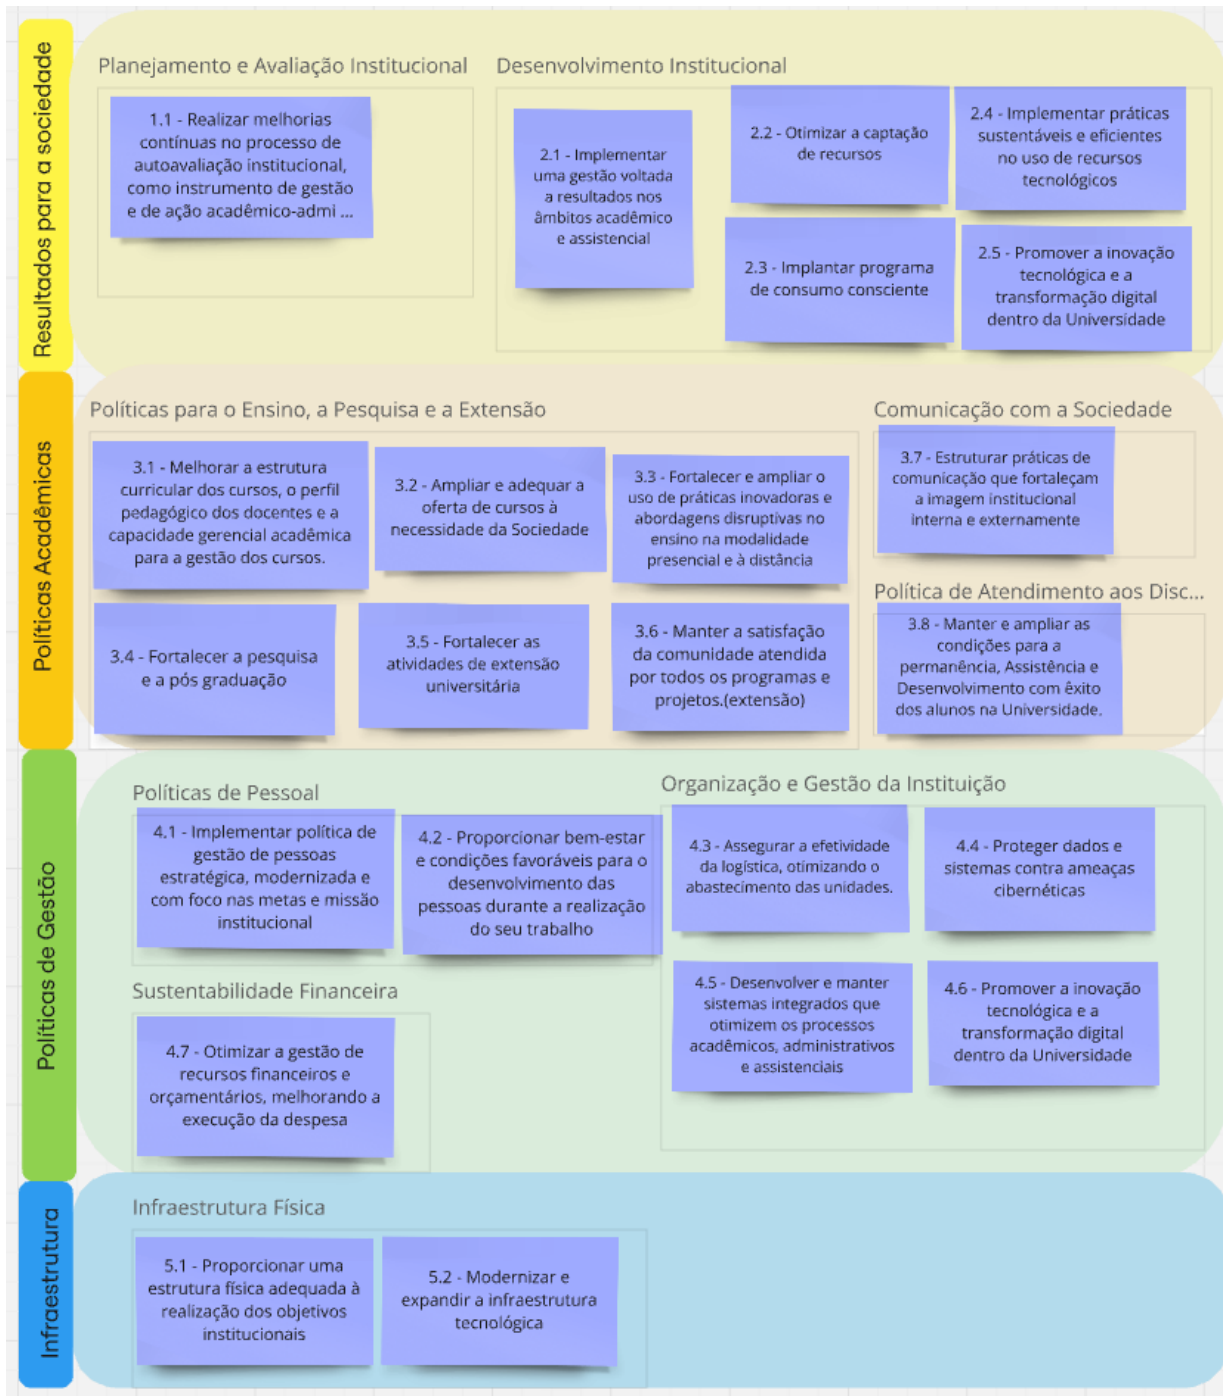 Resultados para a sociedade
Planejamento e Avaliação Institucional
1.1 - Realizar melhorias
contínuas no processo de
autoavaliação institucional,
como instrumento de gestão
e de ação acadêmico-admi ...
Desenvolvimento Institucional
2.1 - Implementar
uma gestão voltada
a resultados nos
âmbitos acadêmico
e assistencial
2.2 - Otimizar a captação
de recursos
2.3 - Implantar programa
de consumo consciente
2.4 - Implementar práticas
sustentáveis e eficientes
no uso de recursos
tecnológicos
2.5 - Promover a inovação
tecnológica e a
transformação digital
dentro da Universidade
Políticas Acadêmicas
Políticas para o Ensino, a Pesquisa e a Extensão
3.1 - Melhorar a estrutura
curricular dos cursos, o perfil
pedagógico dos docentes e a
capacidade gerencial acadêmica
para a gestão dos cursos.
3.2 - Ampliar e adequar a
oferta de cursos à
necessidade da Sociedade
3.3 - Fortalecer e ampliar o
uso de práticas inovadoras e
abordagens disruptivas no
ensino na modalidade
presencial e à distância
3.4 - Fortalecer a pesquisa
e a pós graduação
3.5 - Fortalecer as
atividades de extensão
universitária
3.6 - Manter a satisfação
da comunidade atendida
por todos os programas e
projetos.(extensão)
Comunicação com a Sociedade
3.7 - Estruturar práticas de
comunicação que fortaleçam
a imagem institucional
interna e externamente
Política de Atendimento aos Disc...
3.8 - Manter e ampliar as
condições para a
permanência, Assistência e
Desenvolvimento com êxito
dos alunos na Universidade.
Políticas de Gestão
Políticas de Pessoal
4.1 - Implementar política de
gestão de pessoas
estratégica, modernizada e
com foco nas metas e missão
institucional
4.2 - Proporcionar bem-estar
e condições favoráveis para o
desenvolvimento das
pessoas durante a realização
do seu trabalho
Organização e Gestão da Instituição
4.3 - Assegurar a efetividade
da logística, otimizando o
abastecimento das unidades.
4.4 - Proteger dados e
sistemas contra ameaças
cibernéticas
4.5 - Desenvolver e manter
sistemas integrados que
otimizem os processos
acadêmicos, administrativos
e assistenciais
4.6 - Promover a inovação
tecnológica e a
transformação digital
dentro da Universidade
Sustentabilidade Financeira
4.7 - Otimizar a gestão de
recursos financeiros e
orçamentários, melhorando a
execução da despesa
Infraestrutura
Infraestrutura Física
5.1 - Proporcionar uma
estrutura física adequada à
realização dos objetivos
institucionais
5.2 - Modernizar e
expandir a infraestrutura
tecnológica